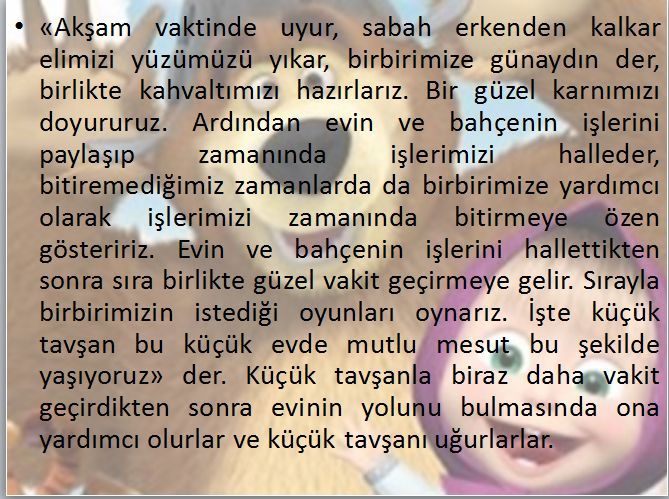 • «Akşam vaktinde uyur, sabah erkenden kalkar
elimizi yüzümüzü yıkar, birbirimize günaydın der,
birlikte kahvaltımızı hazırlarız. Bir güzel karnımızı
doyururuz. Ardından evin ve bahçenin işlerini
paylaşıp zamanında işlerimizi halleder,
bitiremediğimiz zamanlarda da birbirimize yardımcı
olarak işlerimizi zamanında bitirmeye özen
gösteririz. Evin ve bahçenin işlerini hallettikten
sonra sıra birlikte güzel vakit geçirmeye gelir. Sırayla
birbirimizin istediği oyunları oynarız. İşte küçük
tavşan bu küçük evde mutlu mesut bu şekilde
yaşıyoruz» der. Küçük tavşanla biraz daha vakit
geçirdikten sonra evinin yolunu bulmasında ona
yardımcı olurlar ve küçük tavşanı uğurlarlar.